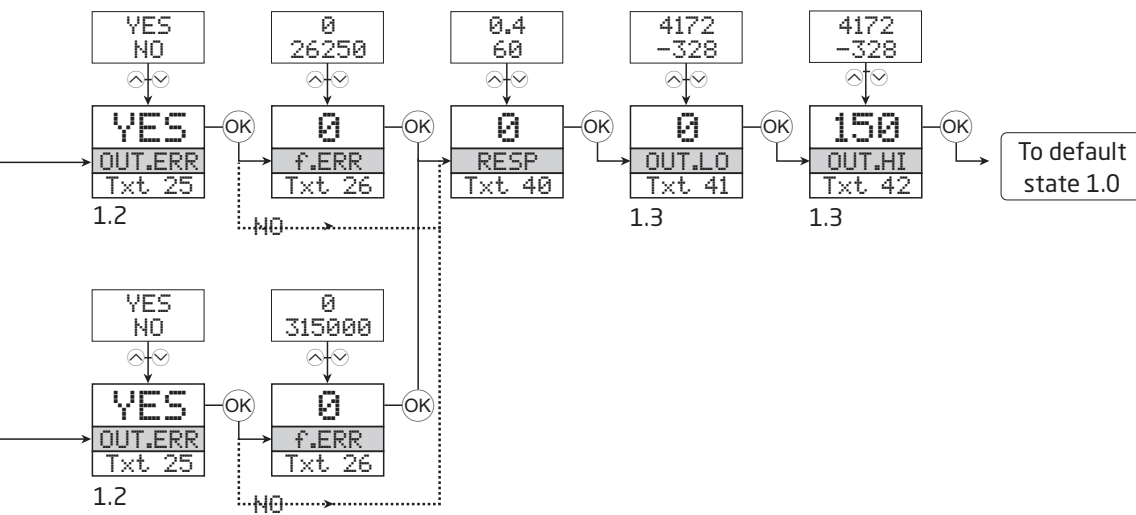 YES
NO
0
26250
0.4
60
4172
-328
4172
-328
YES
OK
0
OK
0
OK
0
OK
150
OK
OUT.ERR
f.ERR
RESP
OUT.LO
OUT.HI
Txt 25
Txt 26
Txt 40
Txt 41
Txt 42
To default
state 1.0
1.2
NO
1.3
1.3
YES
NO
0
315000
YES
OK
0
OK
OUT.ERR
f.ERR
Txt 25
Txt 26
1.2
NO